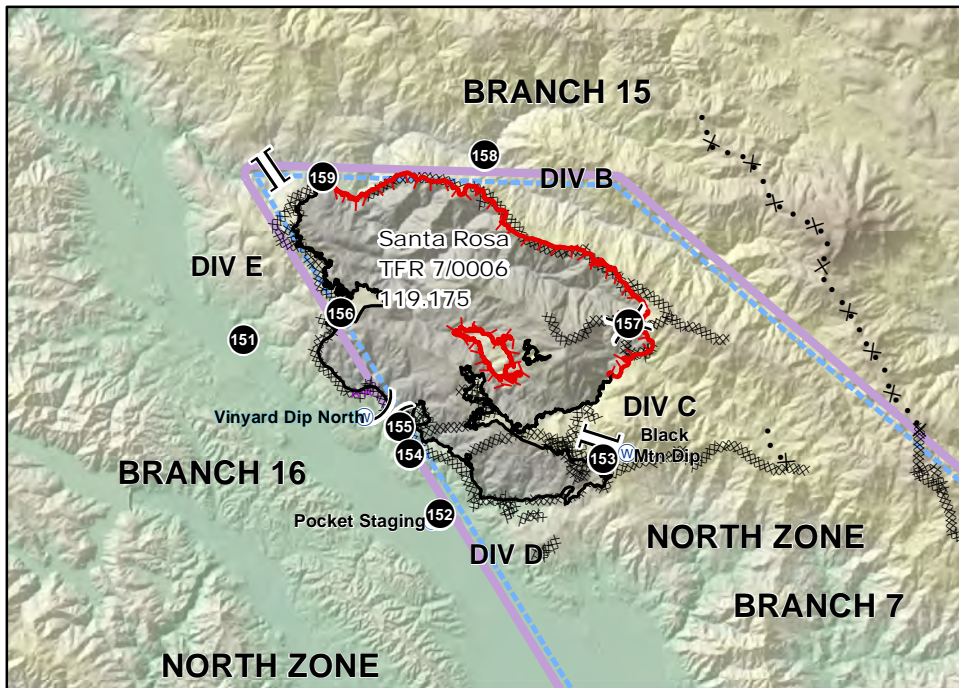 BRANCH 15
158
159
DIV B
Santa Rosa
TFR 7/0006
119.175
DIV E
156
157
151
DIV C
Vinyard Dip North
W
155
Black
Mtn Dip
W
153
154
BRANCH 16
Pocket Staging
152
NORTH ZONE
DIV D
BRANCH 7
NORTH ZONE